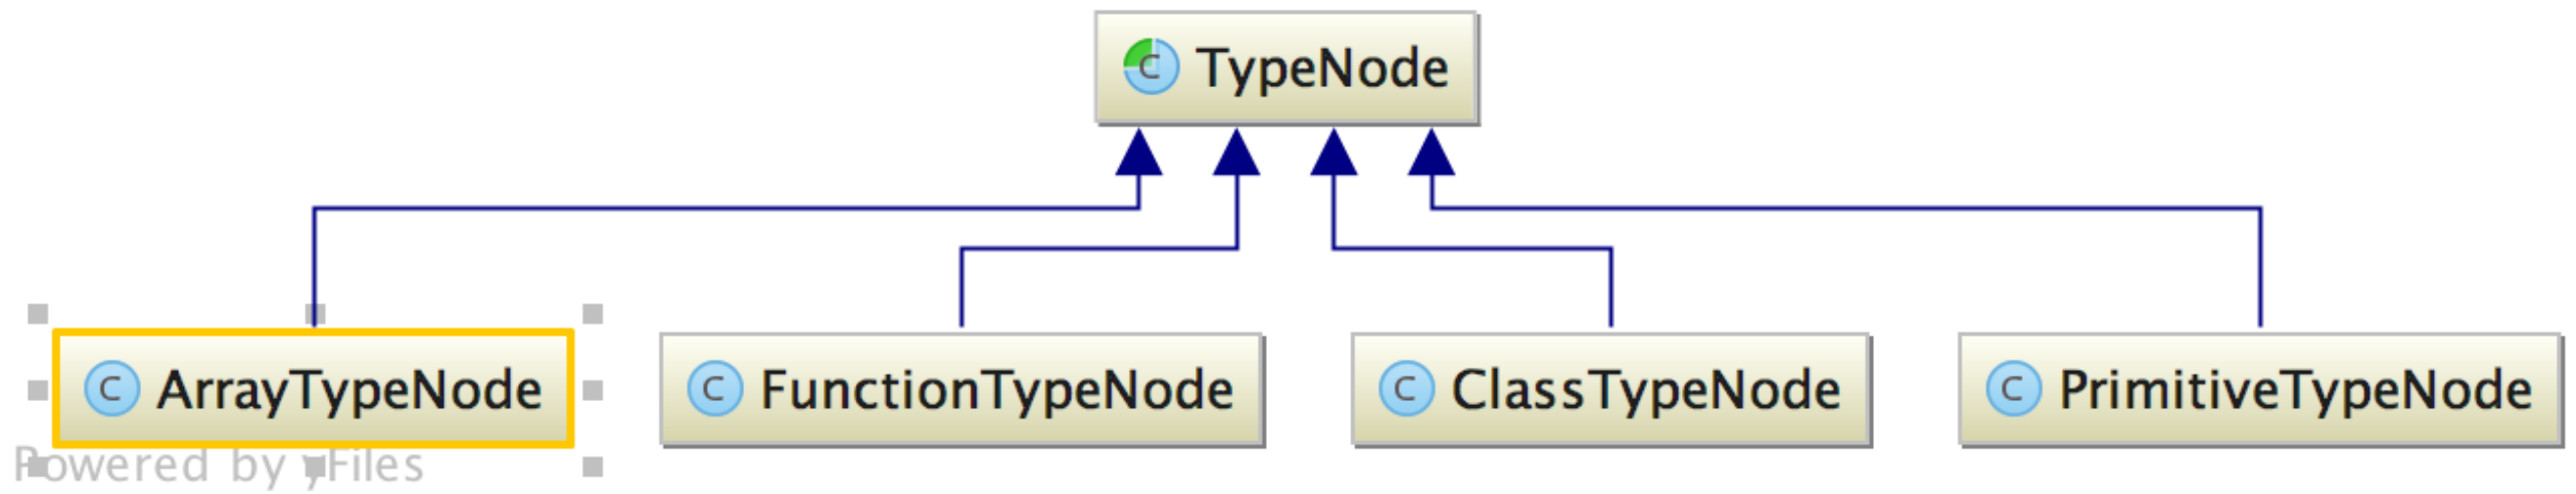 C TypeNode
C ArrayTypeNode
C FunctionTypeNode
C ClassTypeNode
C PrimitiveTypeNode
Powered by yFiles